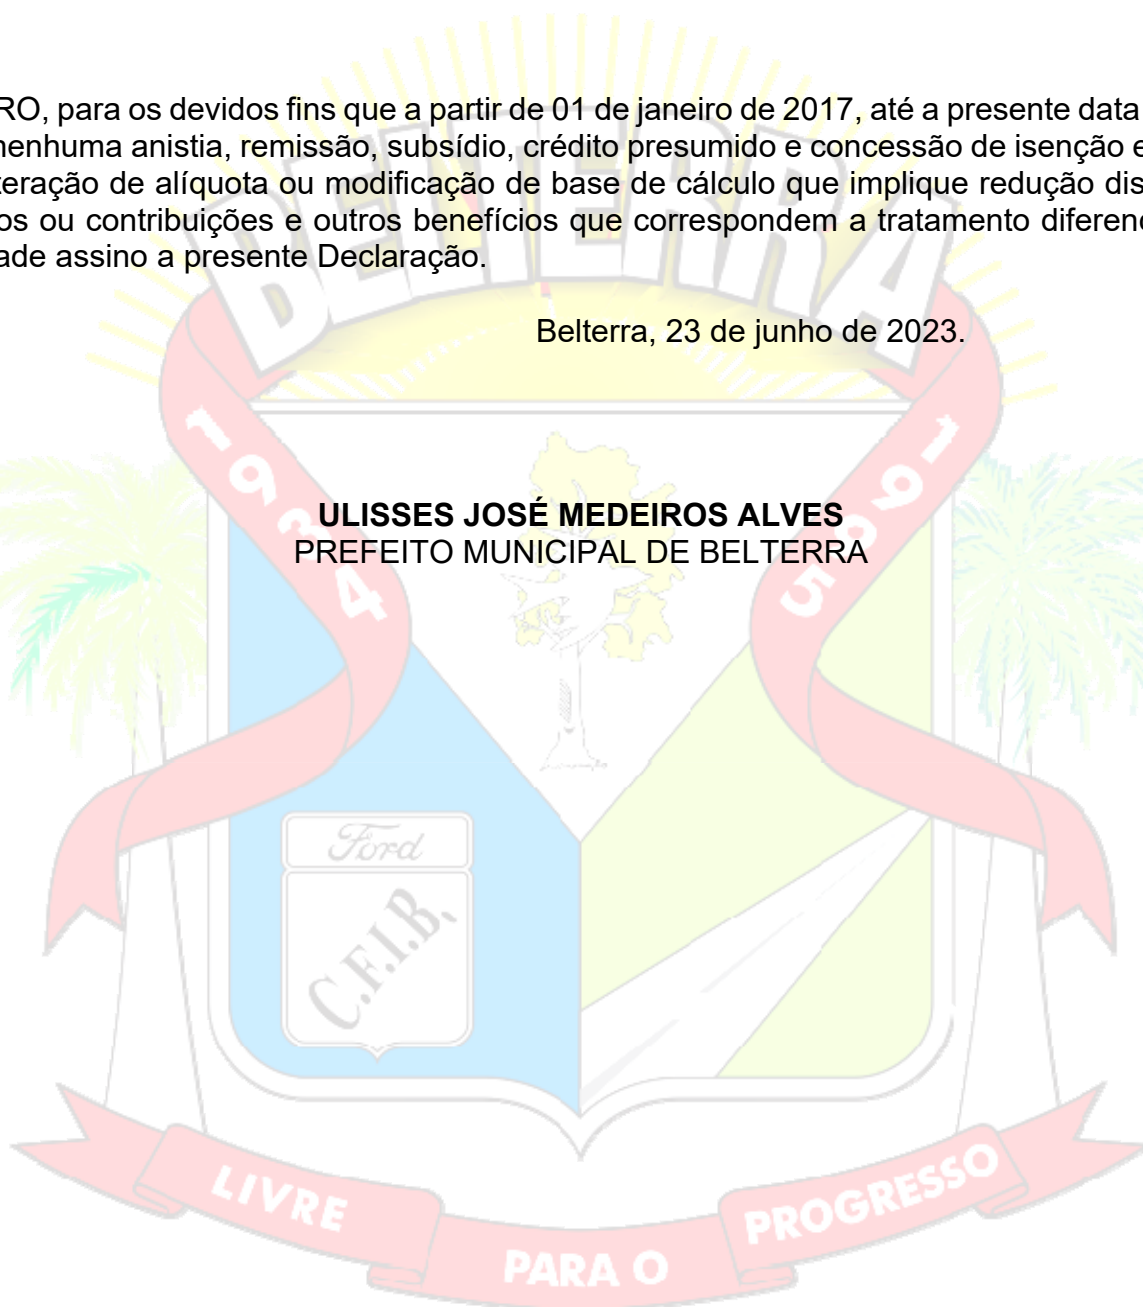 RO, para os devidos fins que a partir de 01 de janeiro de 2017, até a presente data
nenhuma anistia, remissão, subsídio, crédito presumido e concessão de isenção e
teração de alíquota ou modificação de base de cálculo que implique redução dis
os ou contribuições e outros benefícios que correspondem a tratamento diferenc
ade assino a presente Declaração.
BELTERRA
Belterra, 23 de junho de 2023.
1934
1995
ULISSES JOSÉ MEDEIROS ALVES
PREFEITO MUNICIPAL DE BELTERRA
Ford
C.F.I.B.
LIVRE PARA O PROGRESSO